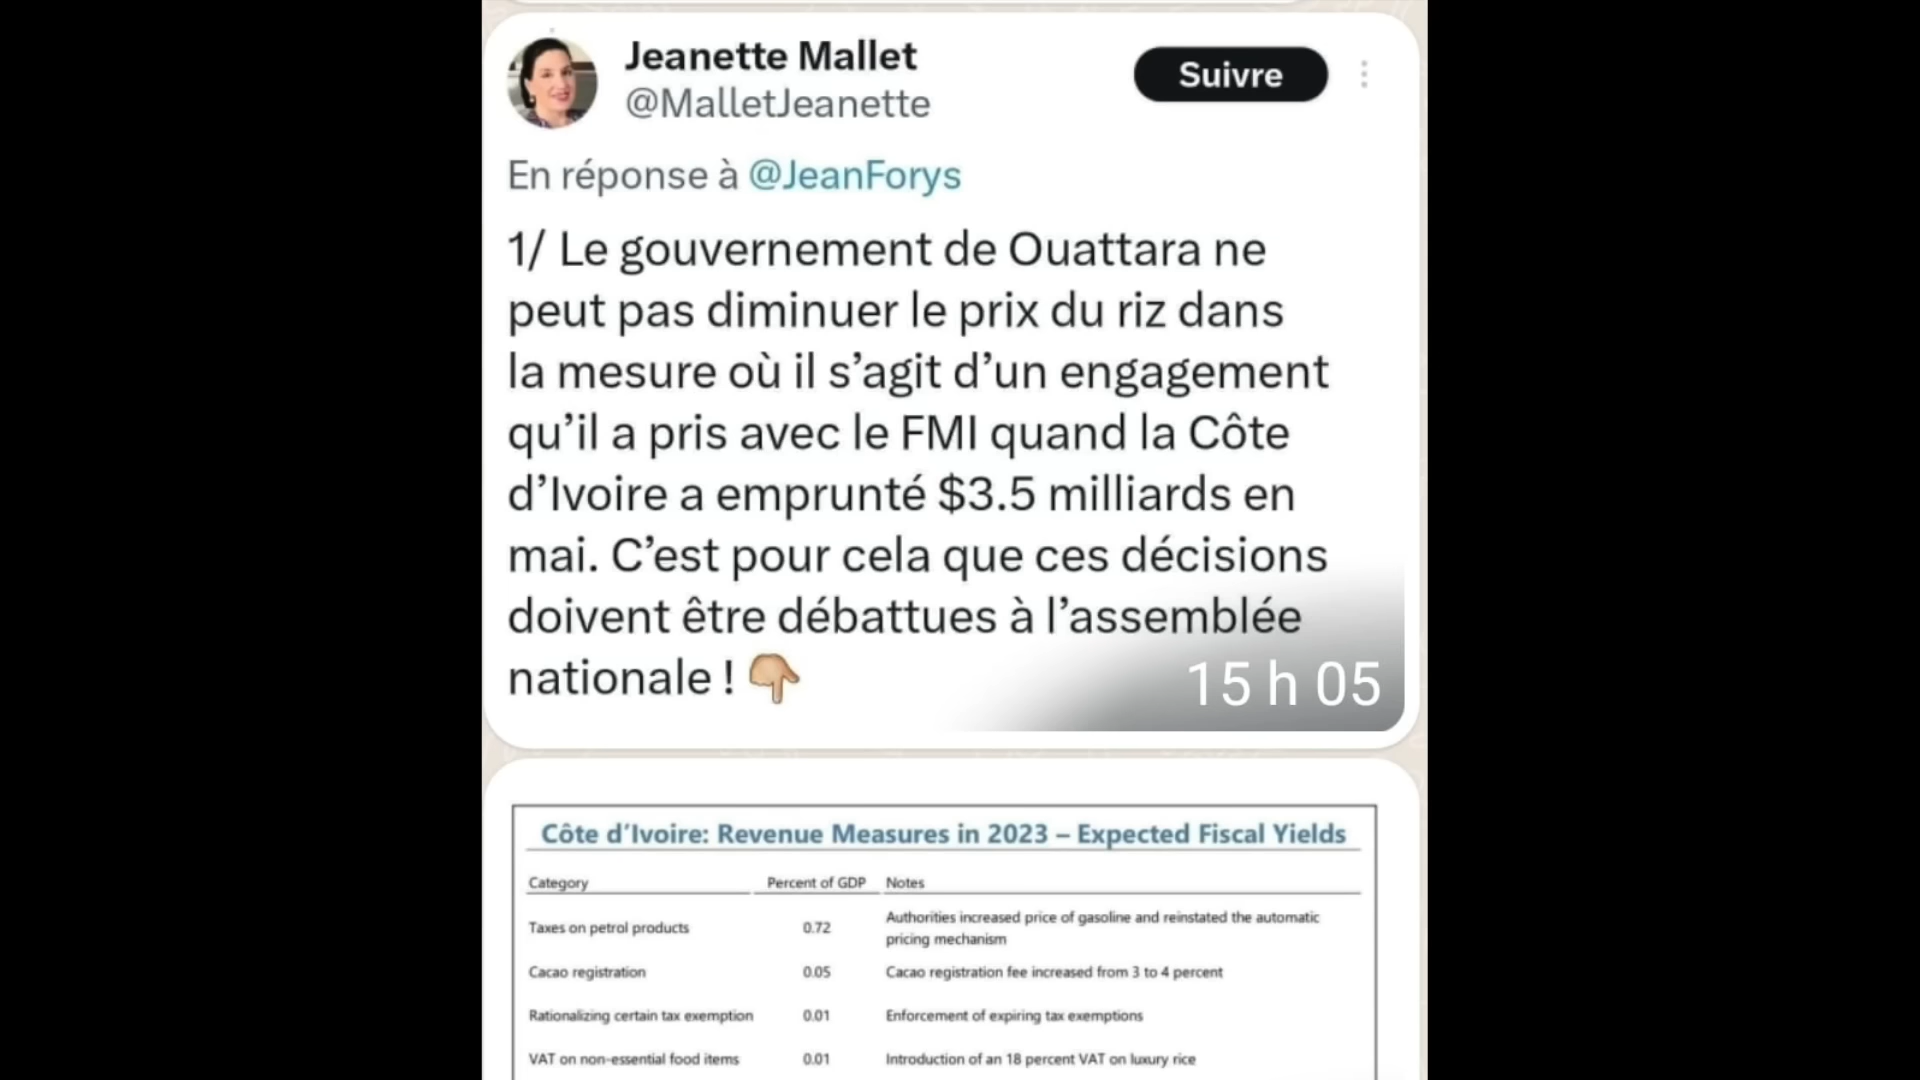 Jeanette Mallet
@MalletJeanette
Suivre
En réponse à @JeanForys
1/ Le gouvernement de Ouattara ne
peut pas diminuer le prix du riz dans
la mesure où il s’agit d’un engagement
qu’il a pris avec le FMI quand la Côte
d’Ivoire a emprunté $3.5 milliards en
mai. C’est pour cela que ces décisions
doivent être débattues à l’assemblée
nationale ! 👇🏼
15 h 05
Côte d’Ivoire: Revenue Measures in 2023 – Expected Fiscal Yields
Category Percent of GDP Notes
Taxes on petrol products 0.72 Authorities increased price of gasoline and reinstated the automatic
pricing mechanism
Cacao registration 0.05 Cacao registration fee increased from 3 to 4 percent
Rationalizing certain tax exemption 0.01 Enforcement of expiring tax exemptions
VAT on non-essential food items 0.01 Introduction of an 18 percent VAT on luxury rice